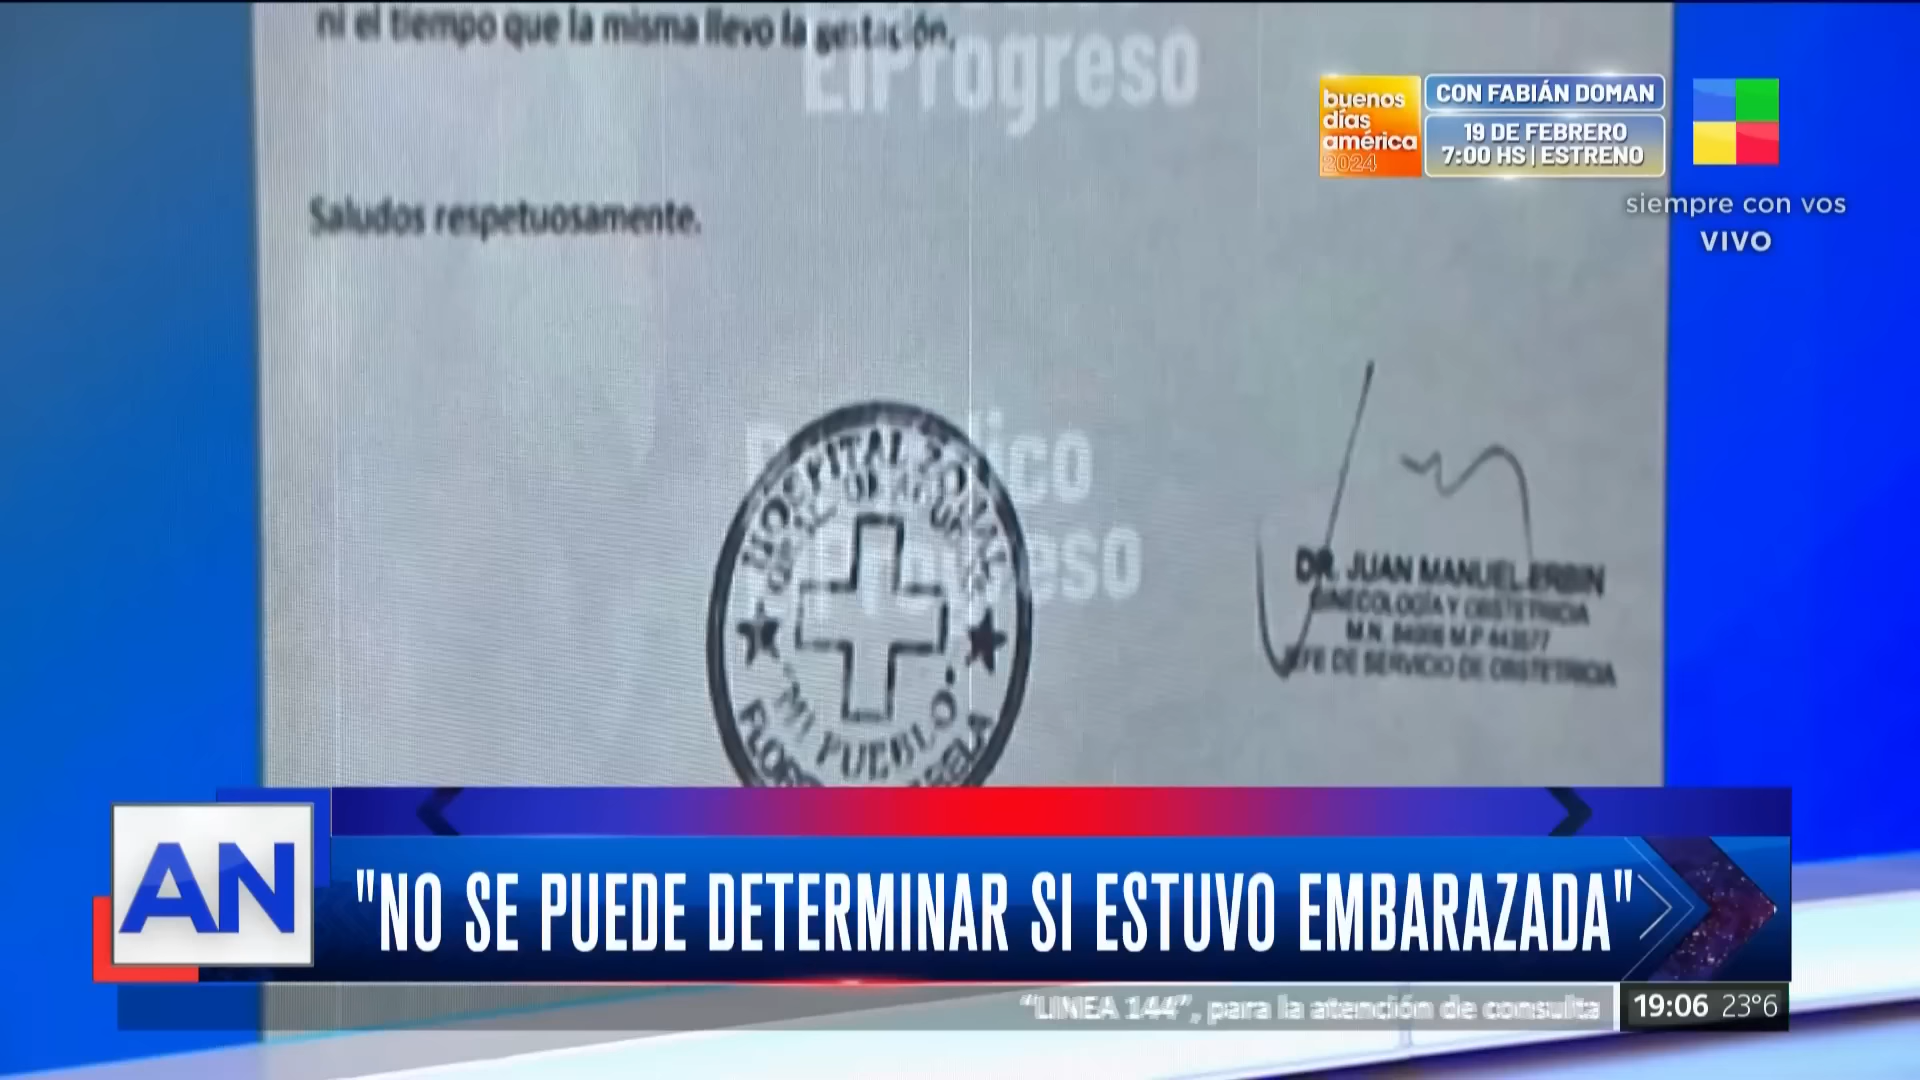 ni el tiempo que la misma llevo la gestación.
ElProgreso
buenos
días
américa
2024
CON FABIÁN DOMAN
19 DE FEBRERO
7:00 HS | ESTRENO
siempre con vos
VIVO
Saludos respetuosamente.
HOSPITAL ZONAL
"MI PUEBLO"
DR. JUAN MANUEL ERBIN
GINECOLOGÍA Y OBSTETRICIA
JEFE DE SERVICIO DE OBSTETRICIA
AN
"NO SE PUEDE DETERMINAR SI ESTUVO EMBARAZADA"
"LINEA 144", para la atención de consulta
19:06 23°6